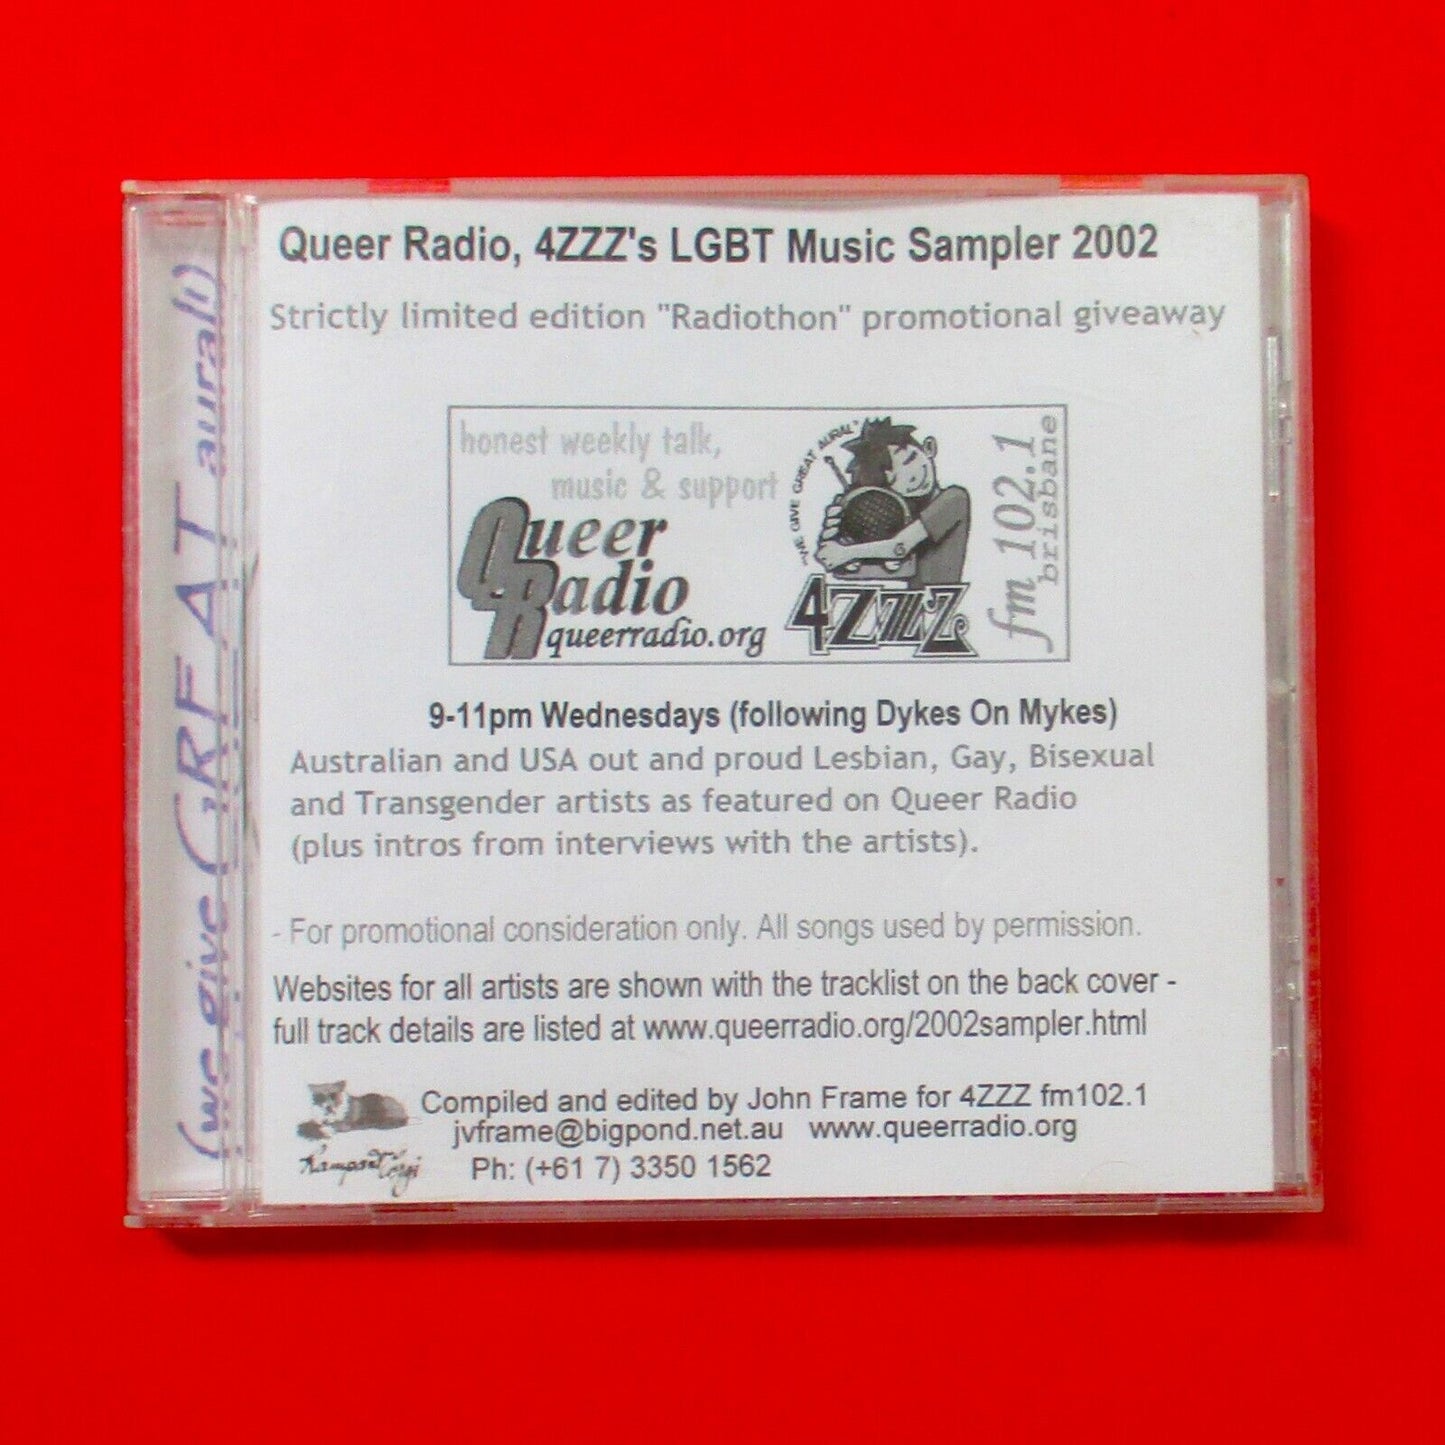 Queer Radio, 4ZZZ's LGBT Music Sampler 2002
Strictly limited edition "Radiothon" promotional giveaway
honest weekly talk,
music & support
Queer
Radio
queerradio.org
"WE GIVE GREAT AURAL"
4ZZZ
fm 102.1
brisbane
9-11pm Wednesdays (following Dykes On Mykes)
Australian and USA out and proud Lesbian, Gay, Bisexual
and Transgender artists as featured on Queer Radio
(plus intros from interviews with the artists).
- For promotional consideration only. All songs used by permission.
Websites for all artists are shown with the tracklist on the back cover -
full track details are listed at www.queerradio.org/2002sampler.html
Compiled and edited by John Frame for 4ZZZ fm102.1
jvframe@bigpond.net.au www.queerradio.org
Ph: (+61 7) 3350 1562
Rampant Corgi
(we give GREAT aural!)